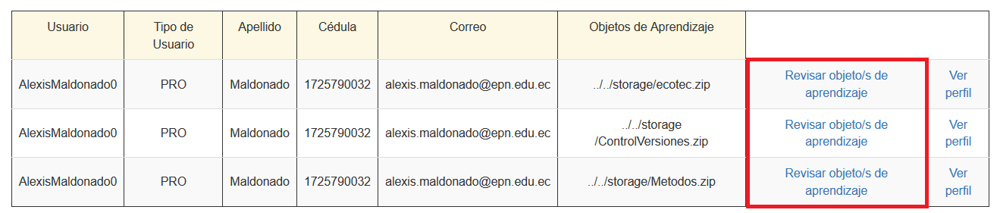 Usuario Tipo de Apellido Cédula Correo Objetos de Aprendizaje
Usuario
AlexisMaldonado0 PRO Maldonado 1725790032 alexis.maldonado@epn.edu.ec ../../storage/ecotec.zip Revisar objeto/s de Ver
aprendizaje perfil
AlexisMaldonado0 PRO Maldonado 1725790032 alexis.maldonado@epn.edu.ec ../../storage Revisar objeto/s de Ver
/ControlVersiones.zip aprendizaje perfil
AlexisMaldonado0 PRO Maldonado 1725790032 alexis.maldonado@epn.edu.ec ../../storage/Metodos.zip Revisar objeto/s de Ver
aprendizaje perfil